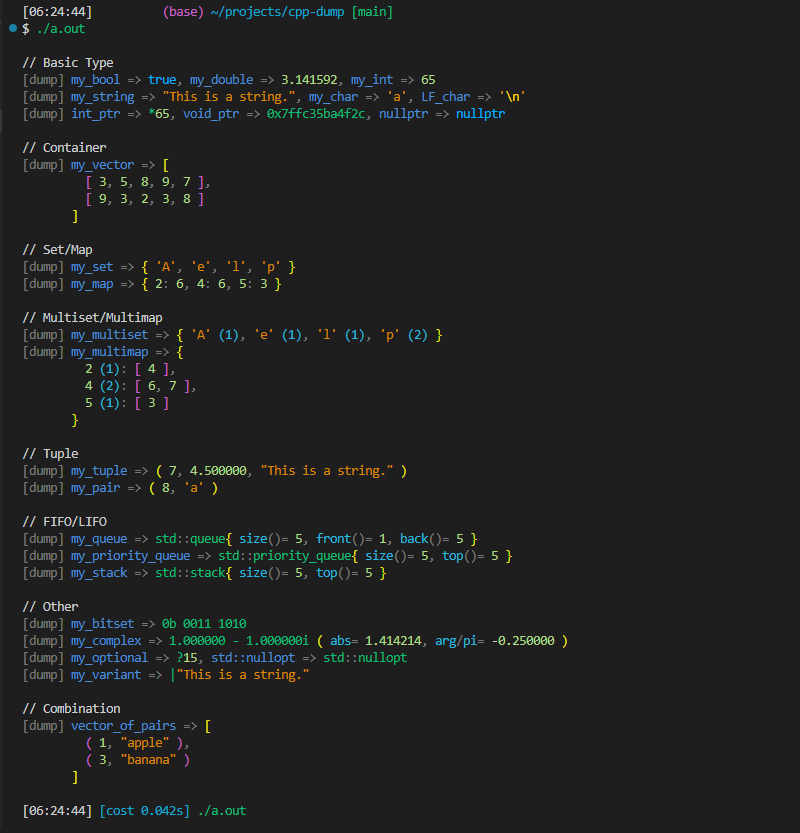 [06:24:44] (base) ~/projects/cpp-dump [main]
$ ./a.out
// Basic Type
[dump] my_bool => true, my_double => 3.141592, my_int => 65
[dump] my_string => "This is a string.", my_char => 'a', LF_char => '\n'
[dump] int_ptr => *65, void_ptr => 0x7ffc35ba4f2c, nullptr => nullptr
// Container
[dump] my_vector => [
[ 3, 5, 8, 9, 7 ],
[ 9, 3, 2, 3, 8 ]
]
// Set/Map
[dump] my_set => { 'A', 'e', 'l', 'p' }
[dump] my_map => { 2: 6, 4: 6, 5: 3 }
// Multiset/Multimap
[dump] my_multiset => { 'A' (1), 'e' (1), 'l' (1), 'p' (2) }
[dump] my_multimap => {
2 (1): [ 4 ],
4 (2): [ 6, 7 ],
5 (1): [ 3 ]
}
// Tuple
[dump] my_tuple => ( 7, 4.500000, "This is a string." )
[dump] my_pair => ( 8, 'a' )
// FIFO/LIFO
[dump] my_queue => std::queue{ size()= 5, front()= 1, back()= 5 }
[dump] my_priority_queue => std::priority_queue{ size()= 5, top()= 5 }
[dump] my_stack => std::stack{ size()= 5, top()= 5 }
// Other
[dump] my_bitset => 0b 0011 1010
[dump] my_complex => 1.000000 - 1.000000i ( abs= 1.414214, arg/pi= -0.250000 )
[dump] my_optional => ?15, std::nullopt => std::nullopt
[dump] my_variant => |"This is a string."
// Combination
[dump] vector_of_pairs => [
( 1, "apple" ),
( 3, "banana" )
]
[06:24:44] [cost 0.042s] ./a.out